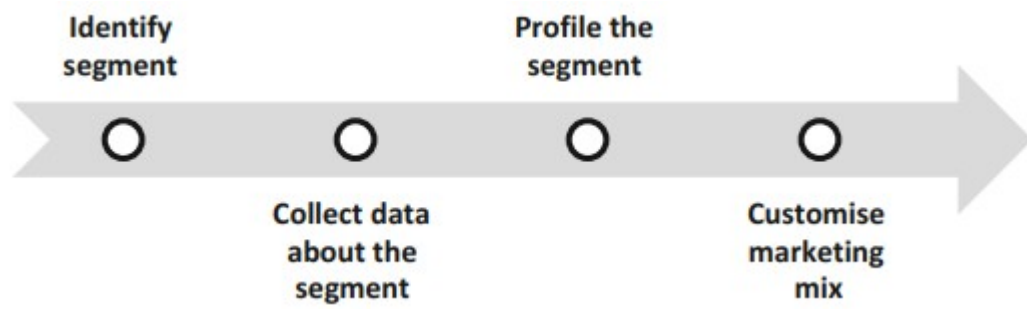 Identify
segment
Collect data
about the
segment
Profile the
segment
Customise
marketing
mix